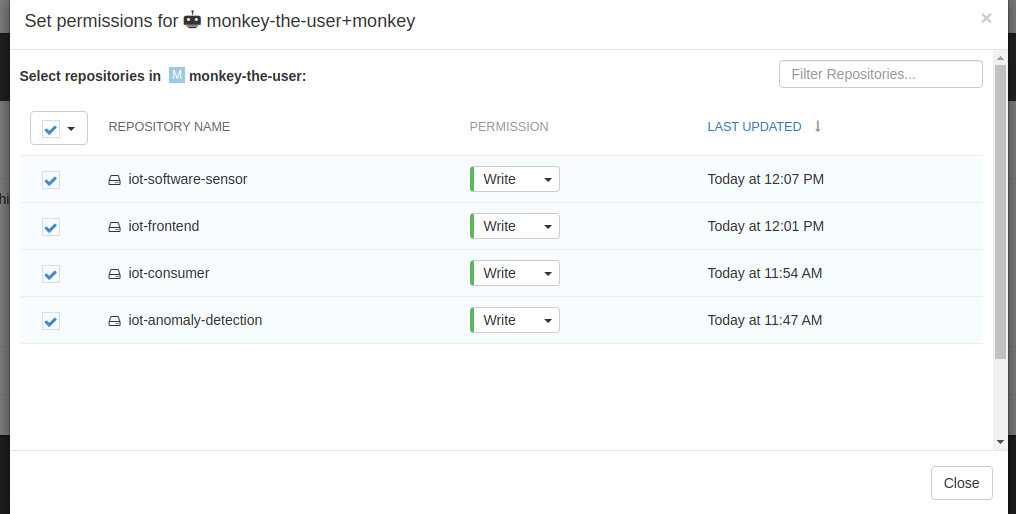 Set permissions for monkey-the-user+monkey
×
Select repositories in M monkey-the-user:
Filter Repositories...
REPOSITORY NAME PERMISSION LAST UPDATED
iot-software-sensor Write Today at 12:07 PM
iot-frontend Write Today at 12:01 PM
iot-consumer Write Today at 11:54 AM
iot-anomaly-detection Write Today at 11:47 AM
Close